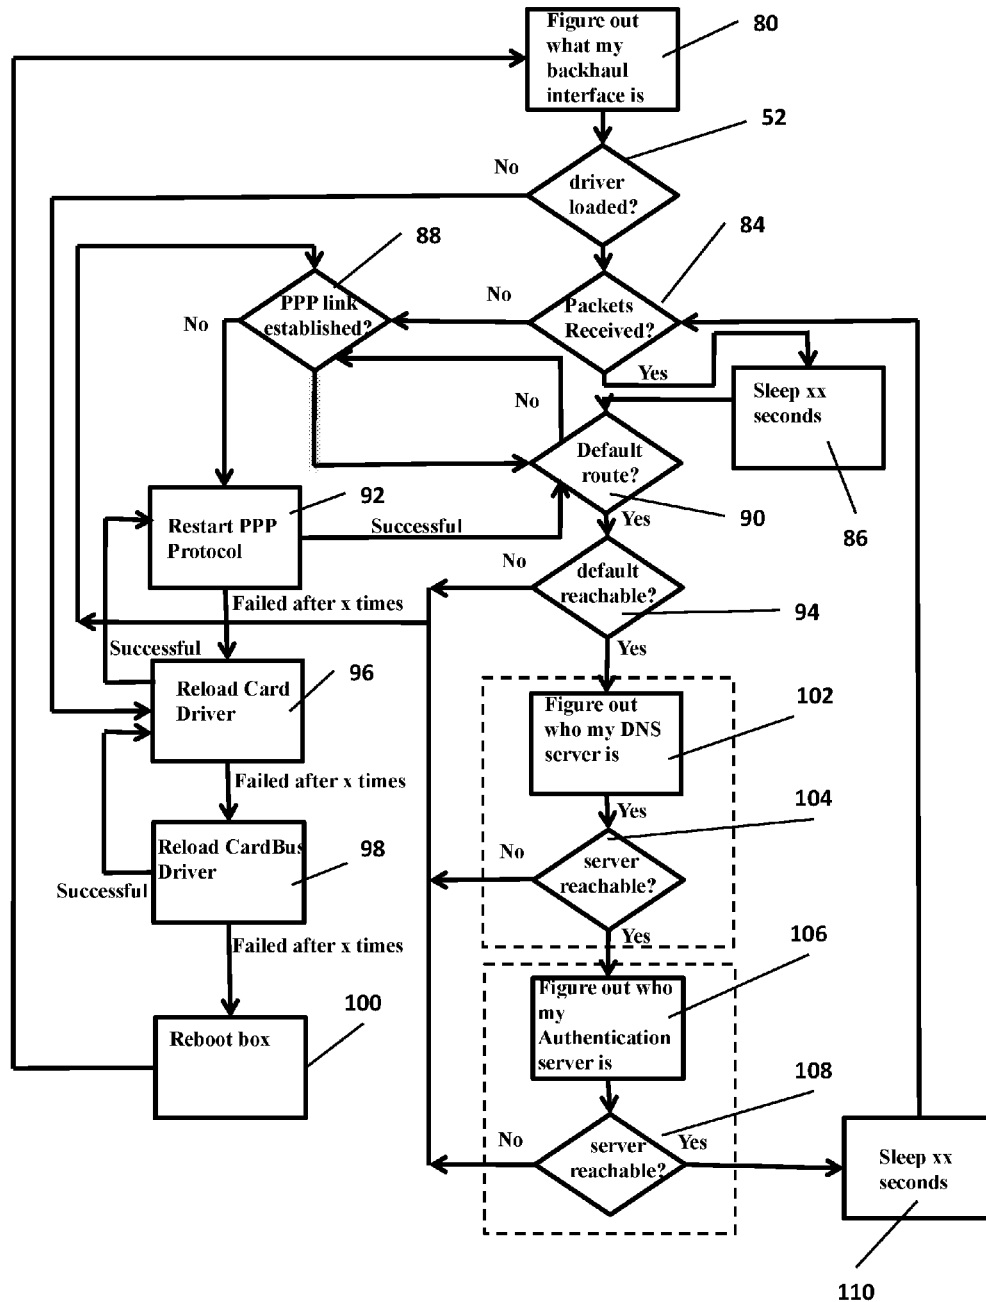 Figure out
what my
backhaul
interface is
80
52
No
driver
loaded?
84
88
No
Packets
Received?
PPP link
established?
No
Yes
Sleep xx
seconds
No
Default
route?
86
90
92
Restart PPP
Protocol
Successful
Yes
No
default
reachable?
94
Failed after x times
Successful
Yes
Reload Card
Driver
96
Figure out
who my DNS
server is
102
Failed after x times
Yes
104
Reload CardBus
Driver
98
No
server
reachable?
Successful
Yes
Failed after x times
106
Figure out who
my
Authentication
server is
100
Reboot box
108
No
server
reachable?
Yes
Sleep xx
seconds
110